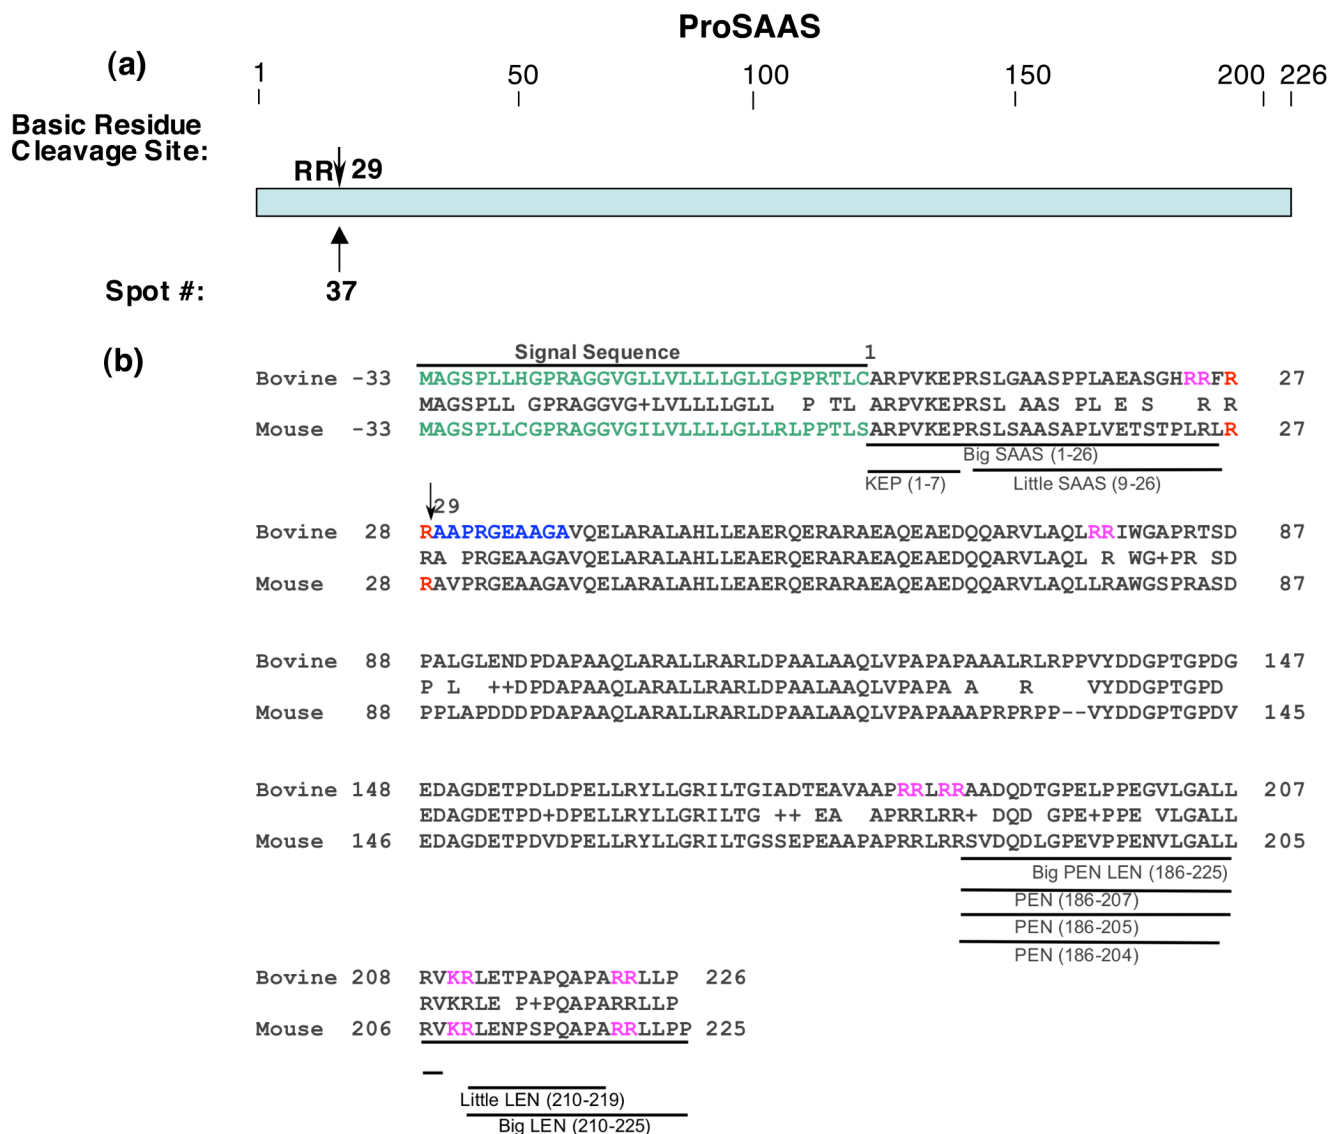 ProSAAS
(a)
1 50 100 150 200 226
Basic Residue
Cleavage Site:
RR 29
Spot #: 37
(b)
Signal Sequence 1
Bovine -33 MAGSPLLHGPRAGGVGLLVLLLLGLLGPPRTLCARPVKEPRSLGAASPPLAEASGHRRFR 27
MAGSPLL GPRAGGVG+LVLLLLGLL P TL ARPVKEPRSL AAS PL E S R R
Mouse -33 MAGSPLLCGPRAGGVGILVLLLLGLLRLPPTLSARPVKEPRSLSAASAPLVETSTPLRLR 27
Big SAAS (1-26)
KEP (1-7) Little SAAS (9-26)
29
Bovine 28 RAAPRGEAAGAVQELARALAHLLEAERQERARAEAQEAEDQQARVLAQLRRIWGAPRTSD 87
RA PRGEAAGAVQELARALAHLLEAERQERARAEAQEAEDQQARVLAQL R WG+PR SD
Mouse 28 RAVPRGEAAGAVQELARALAHLLEAERQERARAEAQEAEDQQARVLAQLLRAWGSPRASD 87
Bovine 88 PALGLENDPDAPAAQLARALLRARLDPAALAAQLVPAPAPAAALRLRPPVYDDGPTGPDG 147
P L ++DPDAPAAQLARALLRARLDPAALAAQLVPAPA A R VYDDGPTGPD
Mouse 88 PPLAPDDDPDAPAAQLARALLRARLDPAALAAQLVPAPAAAPRPRPP--VYDDGPTGPDV 145
Bovine 148 EDAGDETPDLDPELLRYLLGRILTGIADTEAVAAPRRLRRAADQDTGPELPPEGVLGALL 207
EDAGDETPD+DPELLRYLLGRILTG ++ EA APRRLRR+ DQD GPE+PPE VLGALL
Mouse 146 EDAGDETPDVDPELLRYLLGRILTGSSEPEAAPAPRRLRRSVDQDLGPEVPPENVLGALL 205
Big PEN LEN (186-225)
PEN (186-207)
PEN (186-205)
PEN (186-204)
Bovine 208 RVKRLETPAPQAPARRLLP 226
RVKRLE P+PQAPARRLLP
Mouse 206 RVKRLENPSPQAPARRLLPP 225
Little LEN (210-219)
Big LEN (210-225)